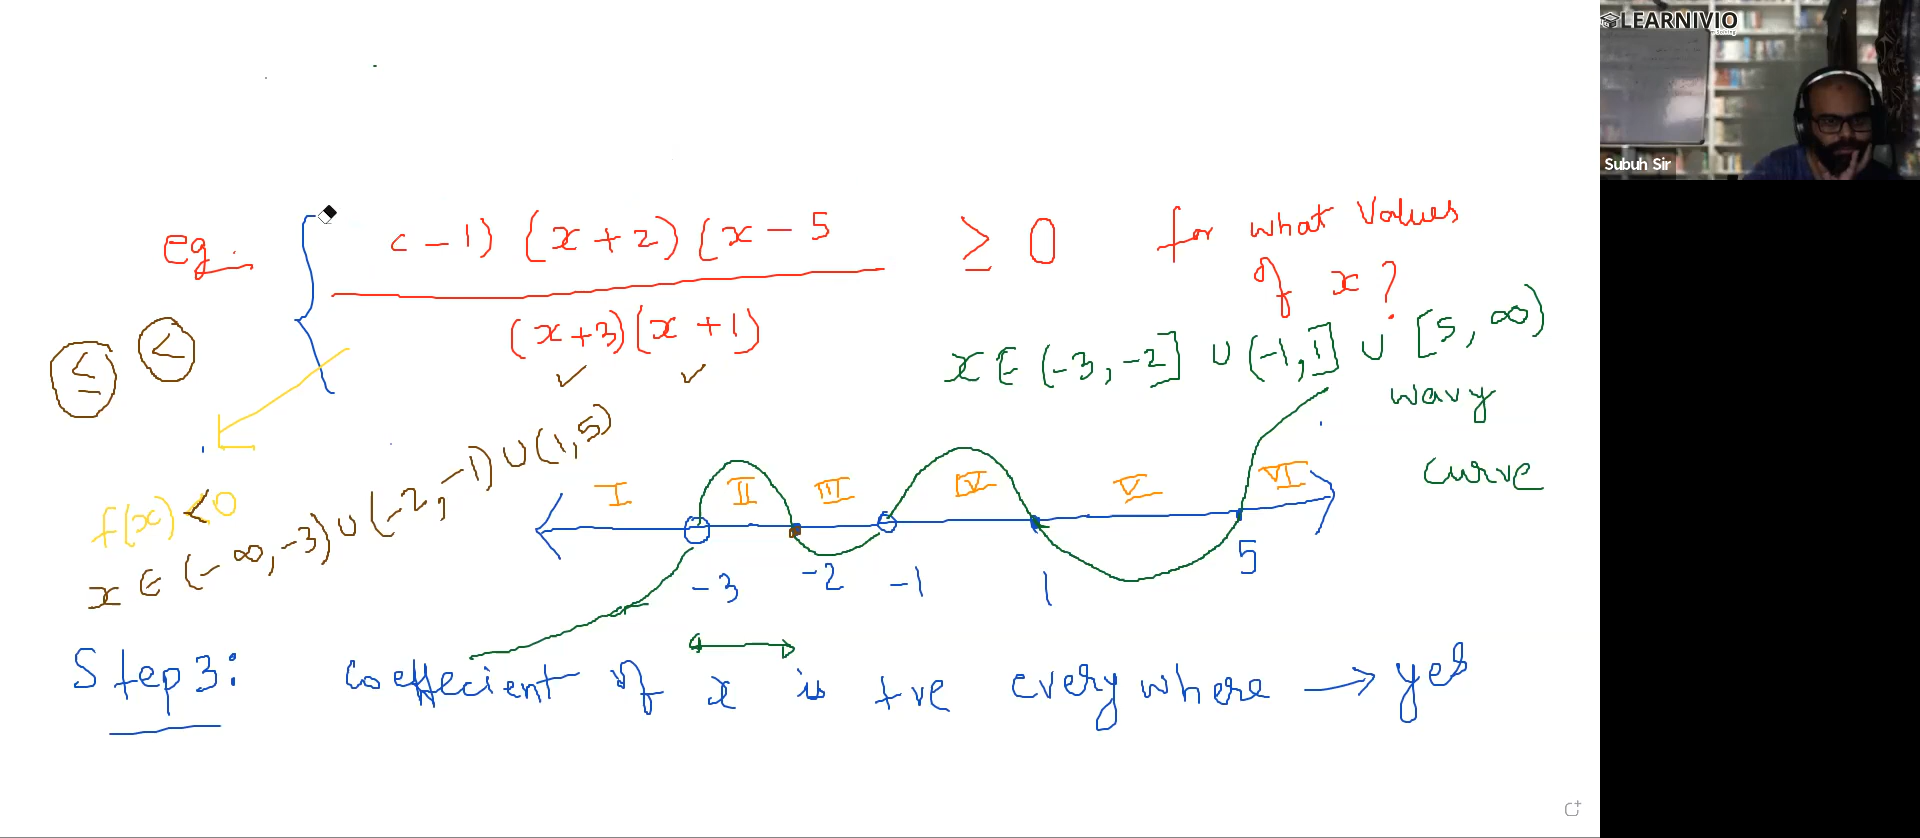 LEARNIVIO
Subuh Sir
eg. < - 1) (x + 2) (x - 5 ≥ 0 for what Values
(x + 3) (x + 1) of x ?
≤ <
x ∈ (-3, -2] ∪ (-1, 1] ∪ [5, ∞)
wavy
curve
f(x) < 0
x ∈ (-∞, -3) ∪ (-2, -1) ∪ (1, 5)
I II III IV V VI
-3 -2 -1 1 5
Step 3: Coeffecient of x is +ve everywhere → yes